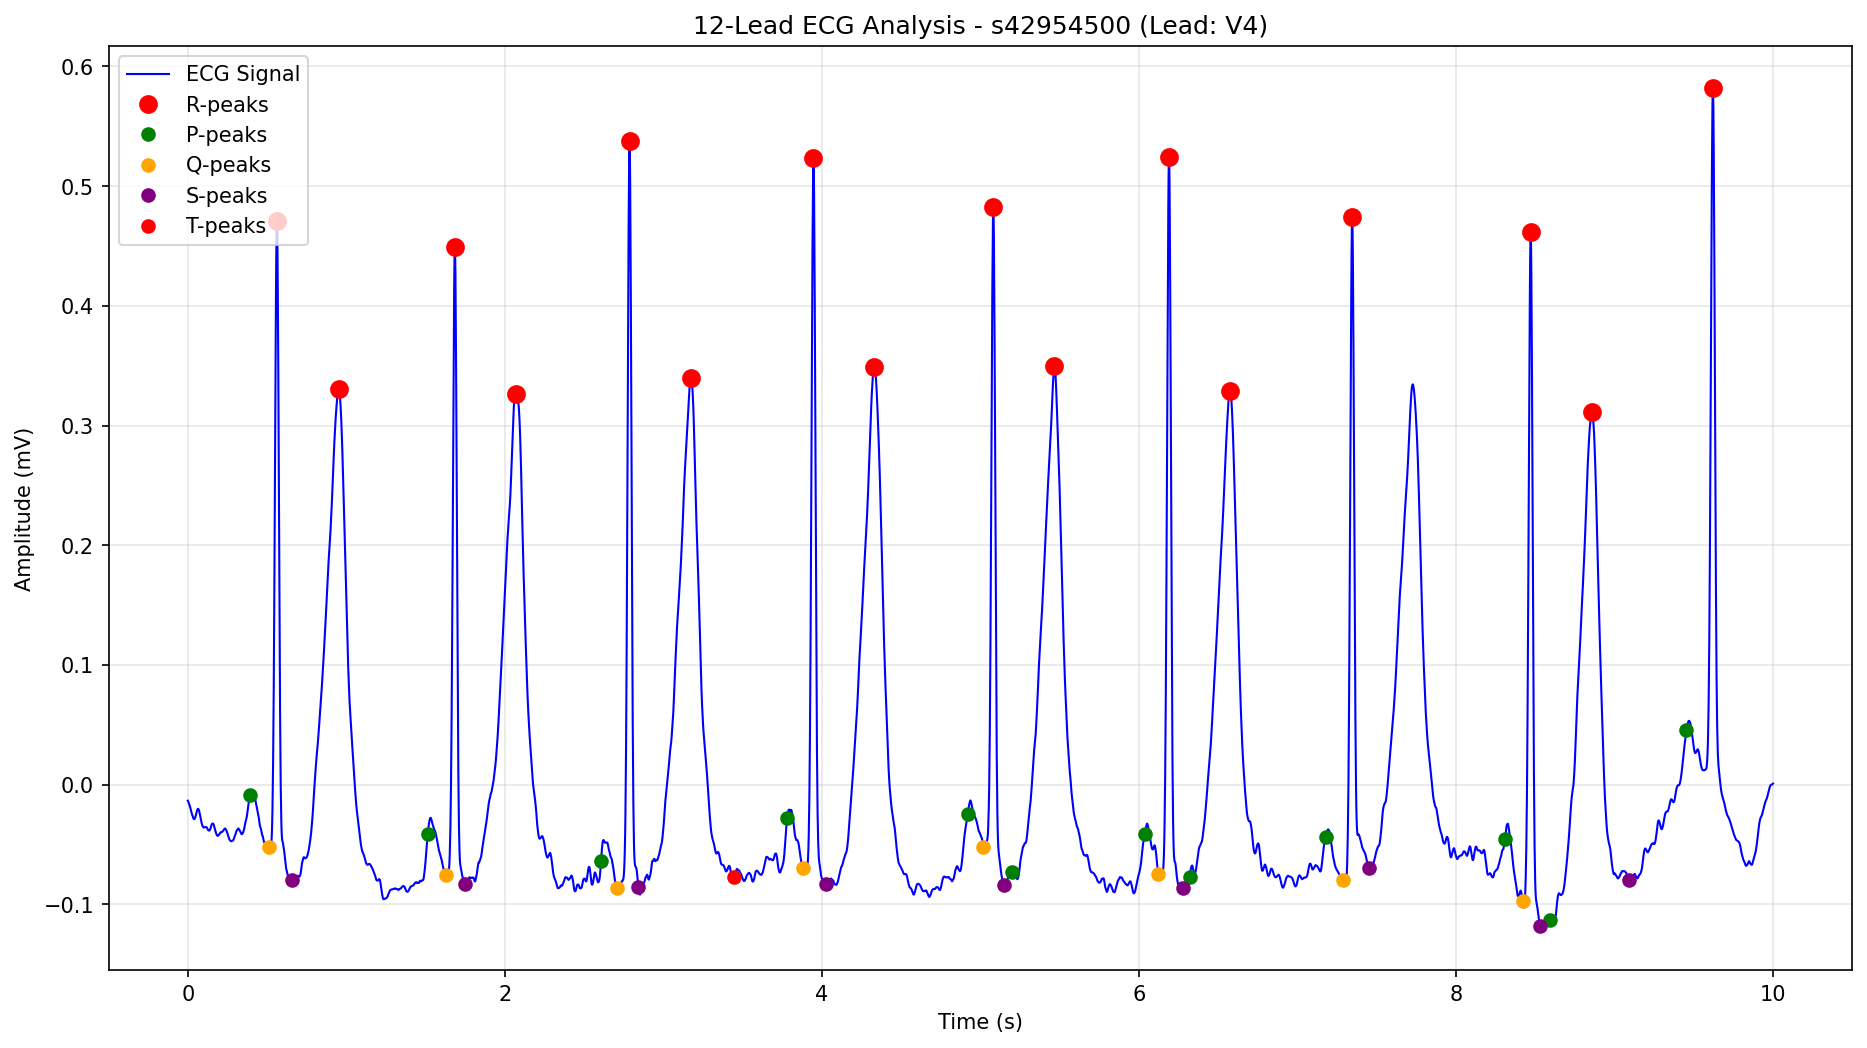 12-Lead ECG Analysis - s42954500 (Lead: V4)
ECG Signal
R-peaks
P-peaks
Q-peaks
S-peaks
T-peaks
0.6
0.5
0.4
0.3
0.2
0.1
0.0
−0.1
Amplitude (mV)
0 2 4 6 8 10
Time (s)